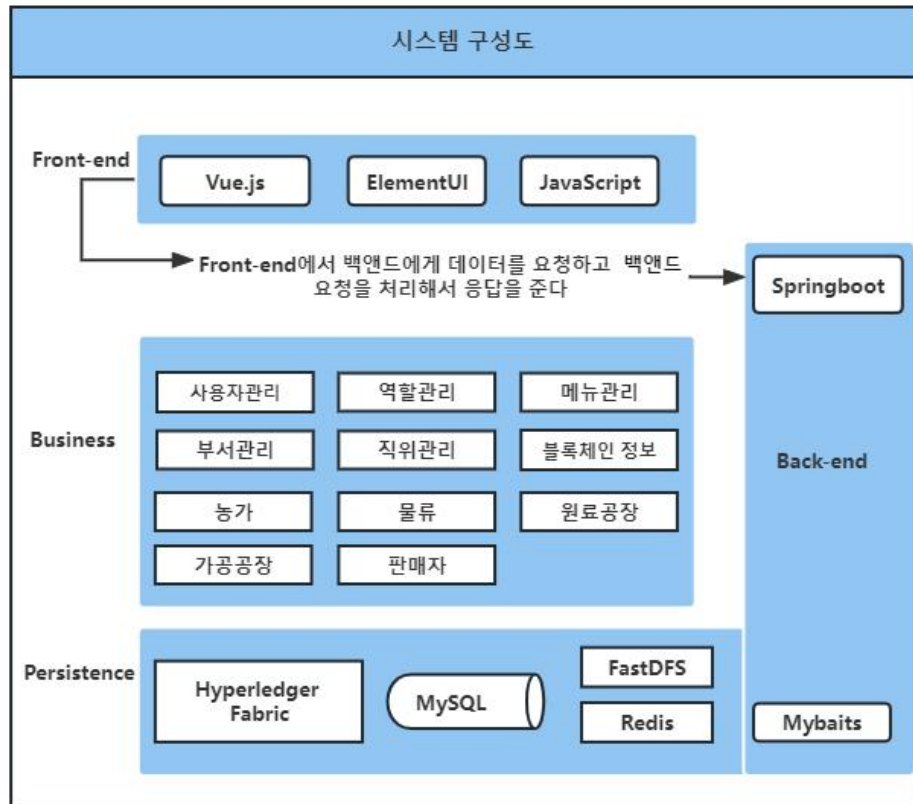 시스템 구성도
Front-end
Vue.js
ElementUI
JavaScript
Front-end에서 백앤드에게 데이터를 요청하고 백앤드
요청을 처리해서 응답을 준다
Springboot
Business
사용자관리
역할관리
메뉴관리
부서관리
직위관리
블록체인 정보
농가
물류
원료공장
가공공장
판매자
Back-end
Persistence
Hyperledger
Fabric
MySQL
FastDFS
Redis
Mybaits